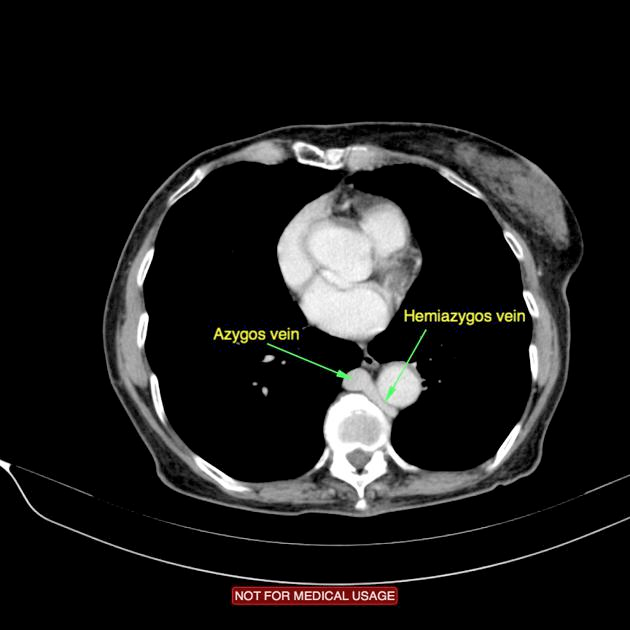 Hemiazygos vein
Azygos vein
NOT FOR MEDICAL USAGE